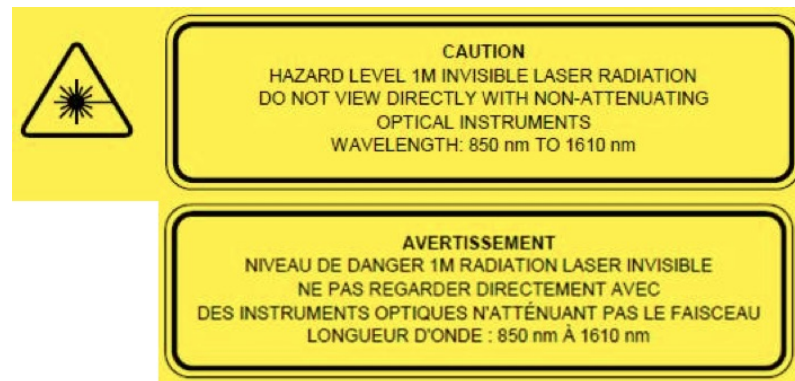 CAUTION
HAZARD LEVEL 1M INVISIBLE LASER RADIATION
DO NOT VIEW DIRECTLY WITH NON-ATTENUATING
OPTICAL INSTRUMENTS
WAVELENGTH: 850 nm TO 1610 nm
AVERTISSEMENT
NIVEAU DE DANGER 1M RADIATION LASER INVISIBLE
NE PAS REGARDER DIRECTEMENT AVEC
DES INSTRUMENTS OPTIQUES N'ATTÉNUANT PAS LE FAISCEAU
LONGUEUR D'ONDE : 850 nm À 1610 nm